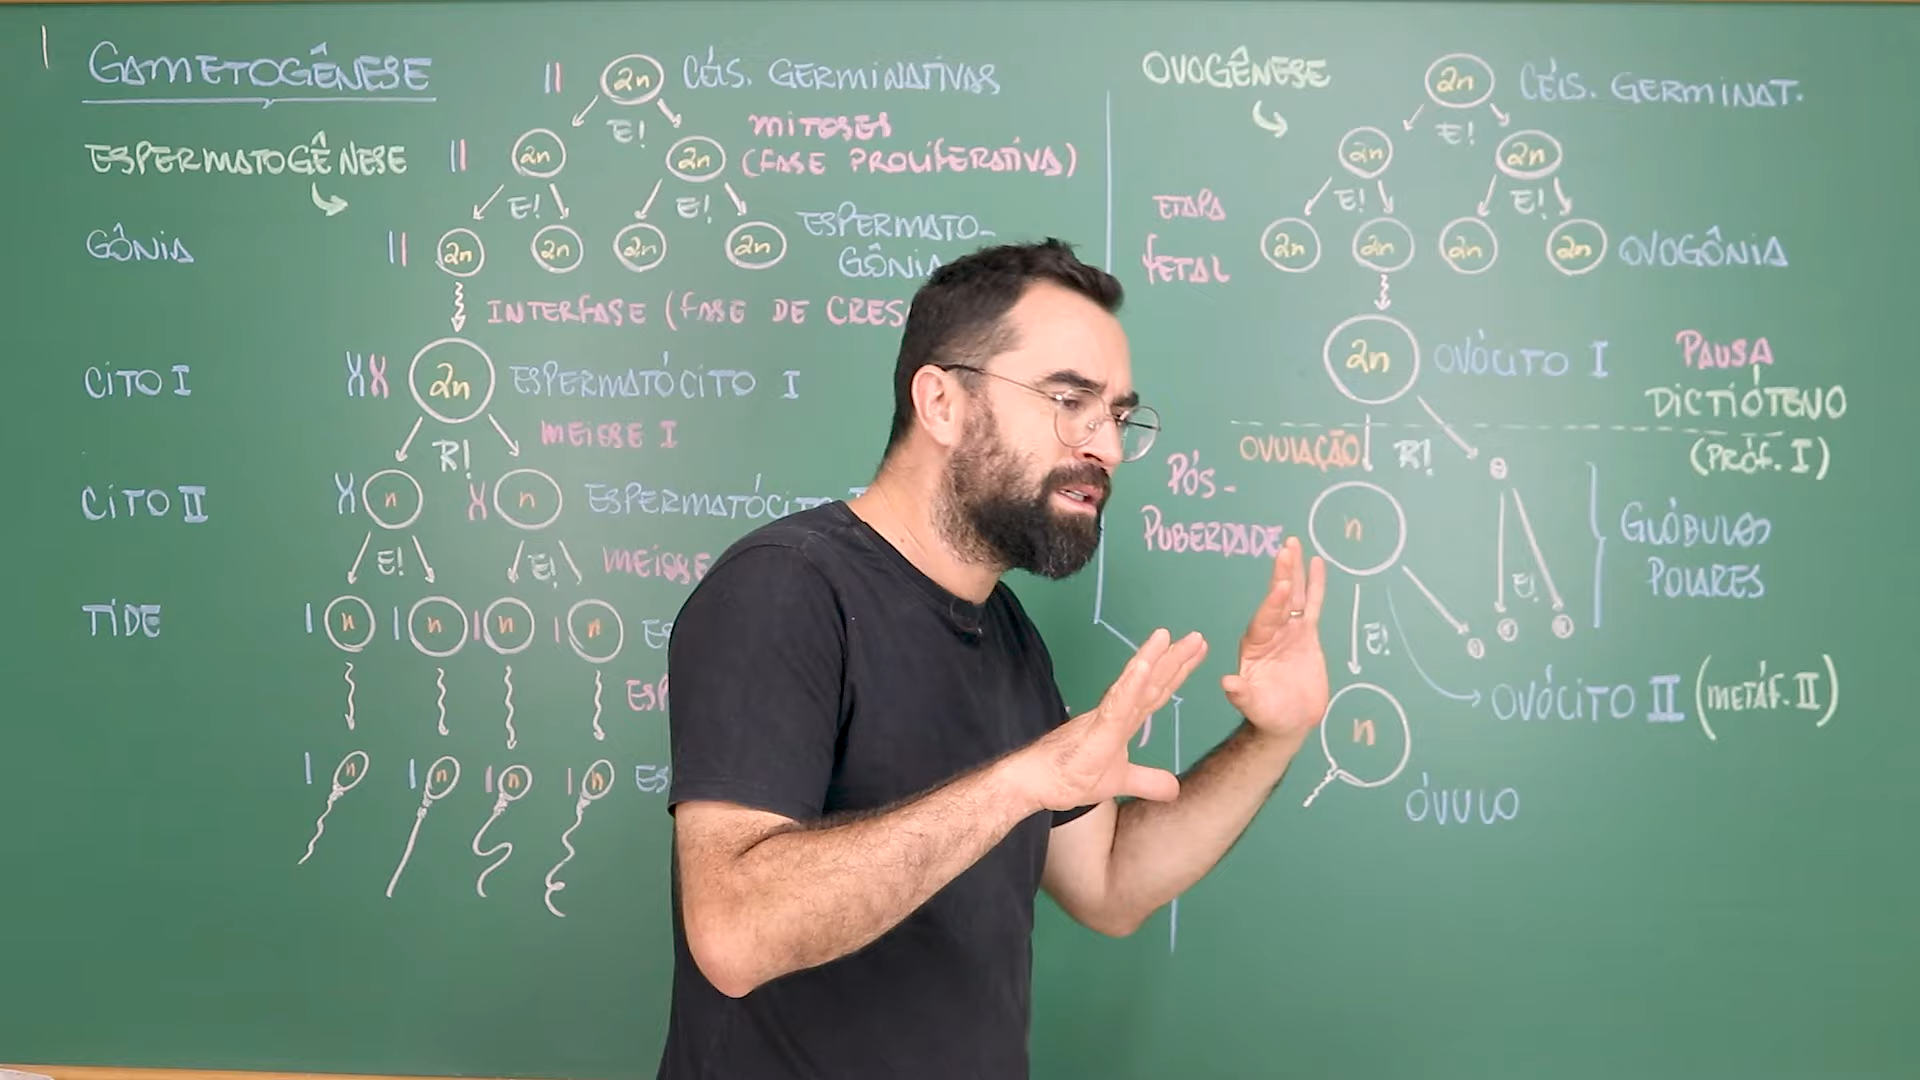 GAMETOGÊNESE
ESPERMATOGÊNESE
GÔNIA
CITO I
CITO II
TIDE
2n
CÉLS. GERMINATIVAS
E!
MITOSES
2n 2n
(FASE PROLIFERATIVA)
E! E!
ESPERMATO-
2n 2n 2n 2n
GÔNIA
INTERFASE (FASE DE
2n
ESPERMATÓCITO I
R!
MEIOSE I
n n
E! E!
MEIOSE
n n n n
n n n n
OVOGÊNESE
2n
CÉLS. GERMINAT.
E!
2n 2n
E! E!
ETAPA
FETAL
2n 2n 2n 2n
OVOGÔNIA
2n
OVÓCITO I
PAUSA
DICTIÓTENO
(PRÓF. I)
OVULAÇÃO
R!
PÓS-
PUBERDADE
n
GLÓBULOS
POLARES
E!
E!
OVÓCITO II (METÁF. II)
n
ÓVULO